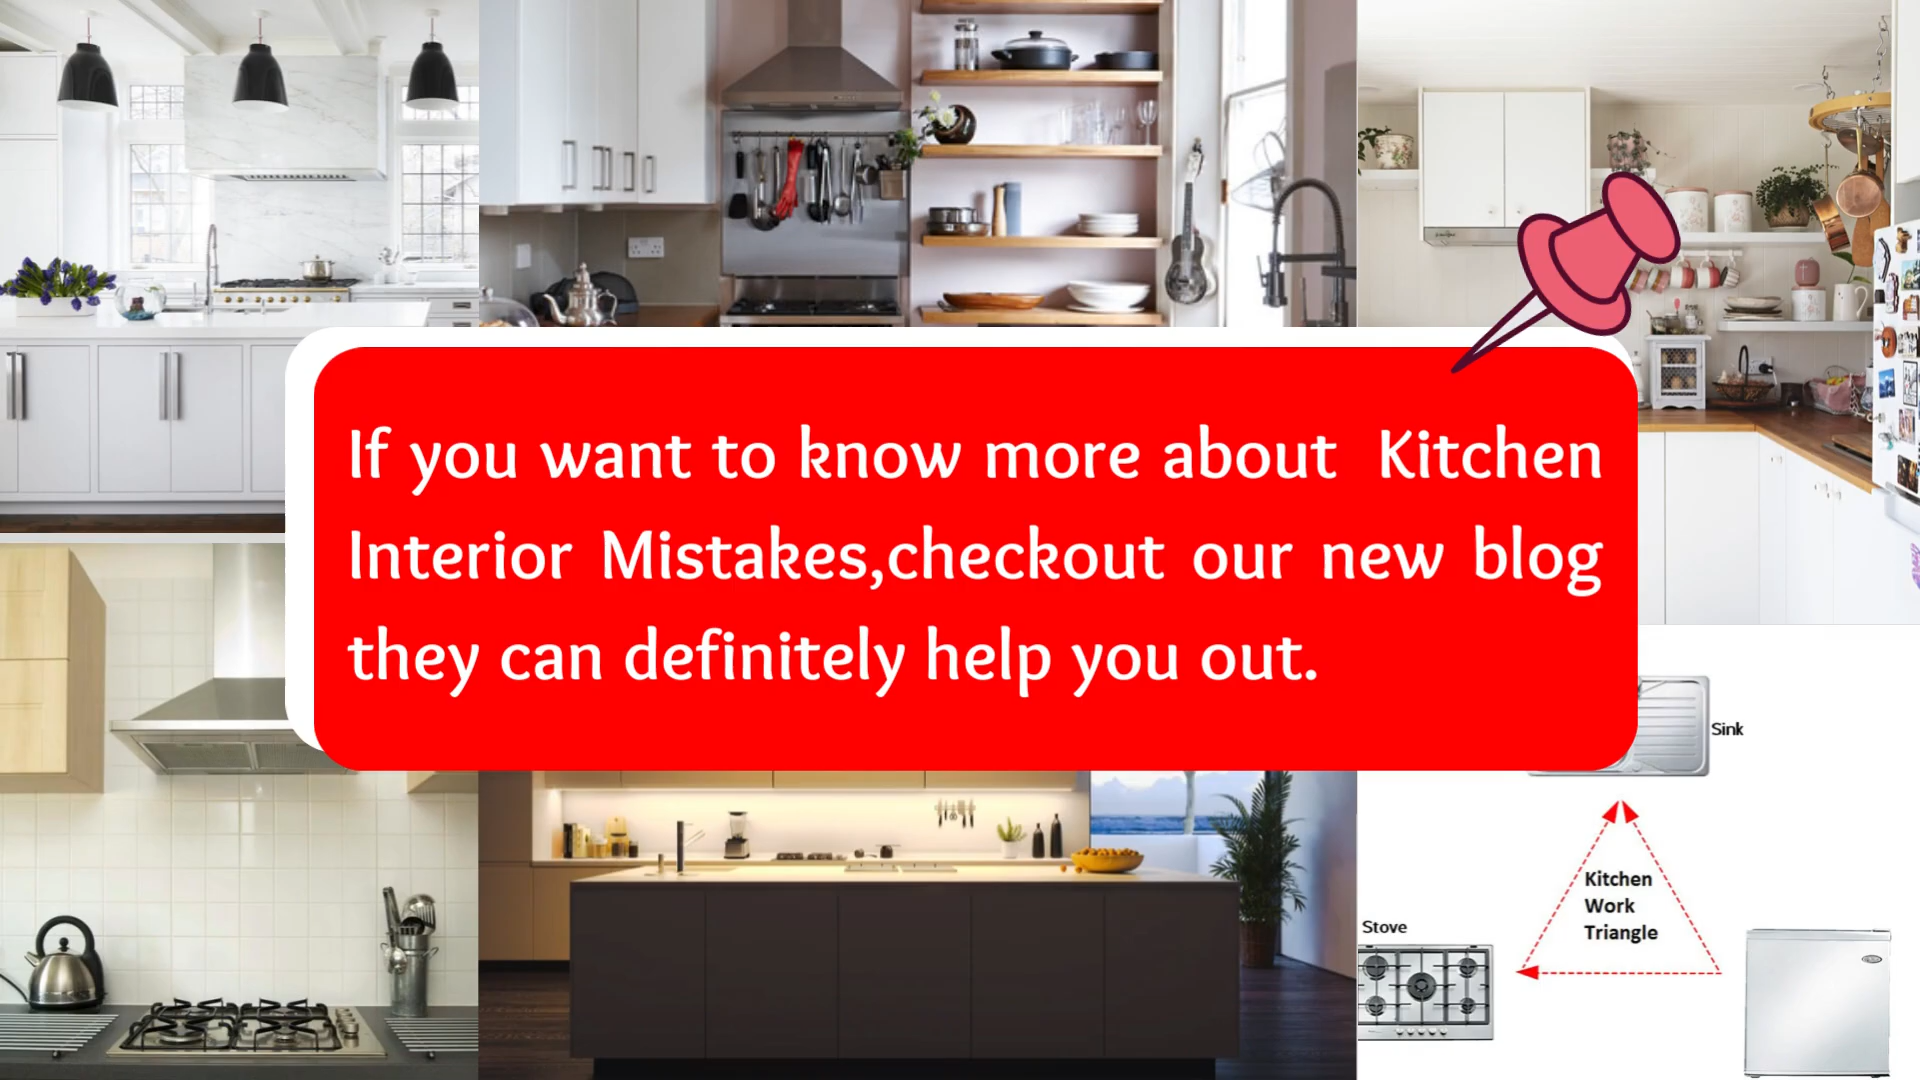 If you want to know more about Kitchen
Interior Mistakes,checkout our new blog
they can definitely help you out.
Sink
Kitchen
Work
Triangle
Stove